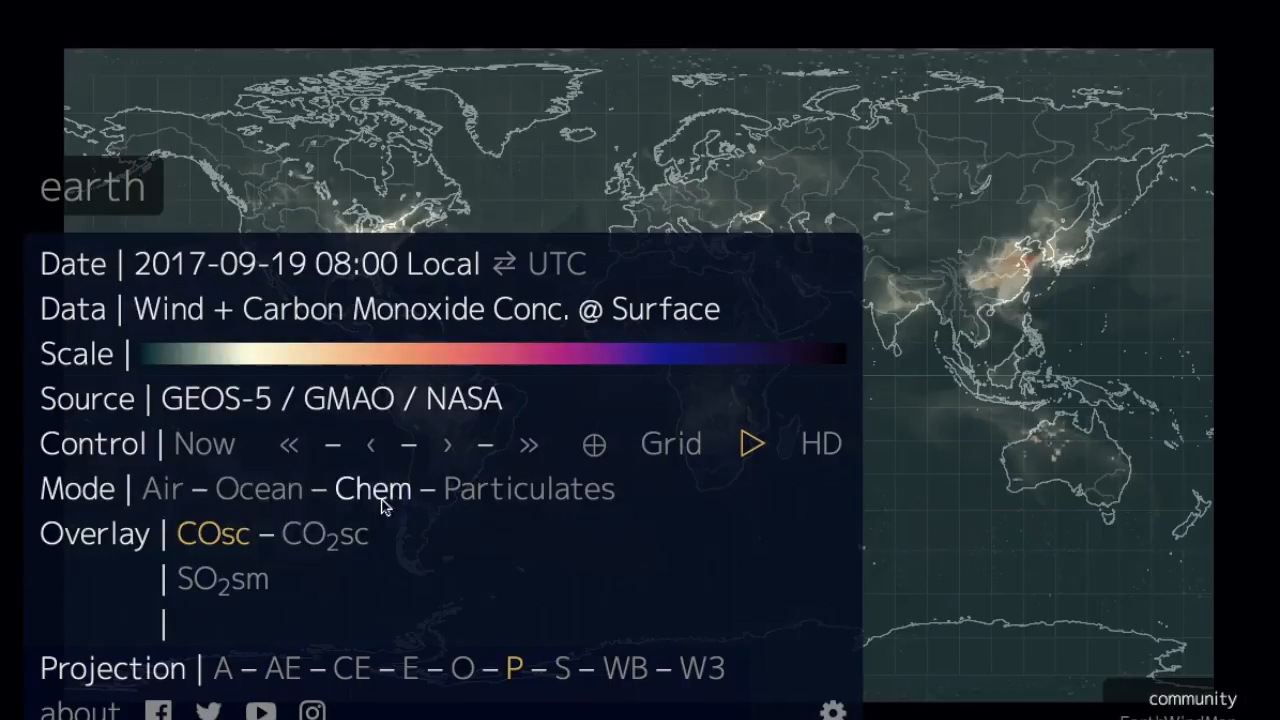 earth
Date | 2017-09-19 08:00 Local ⇄ UTC
Data | Wind + Carbon Monoxide Conc. @ Surface
Scale |
Source | GEOS-5 / GMAO / NASA
Control | Now « – ‹ – › – » ⊕ Grid ▷ HD
Mode | Air – Ocean – Chem – Particulates
Overlay | COsc – CO₂sc
| SO₂sm
|
Projection | A – AE – CE – E – O – P – S – WB – W3
about
community
EarthWindMap